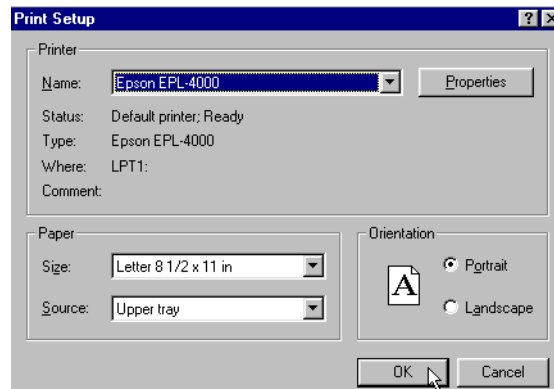 Print Setup
Printer
Name: Epson EPL-4000 Properties
Status: Default printer; Ready
Type: Epson EPL-4000
Where: LPT1:
Comment:
Paper
Size: Letter 8 1/2 x 11 in
Source: Upper tray
Orientation
A
Portrait
Landscape
OK Cancel